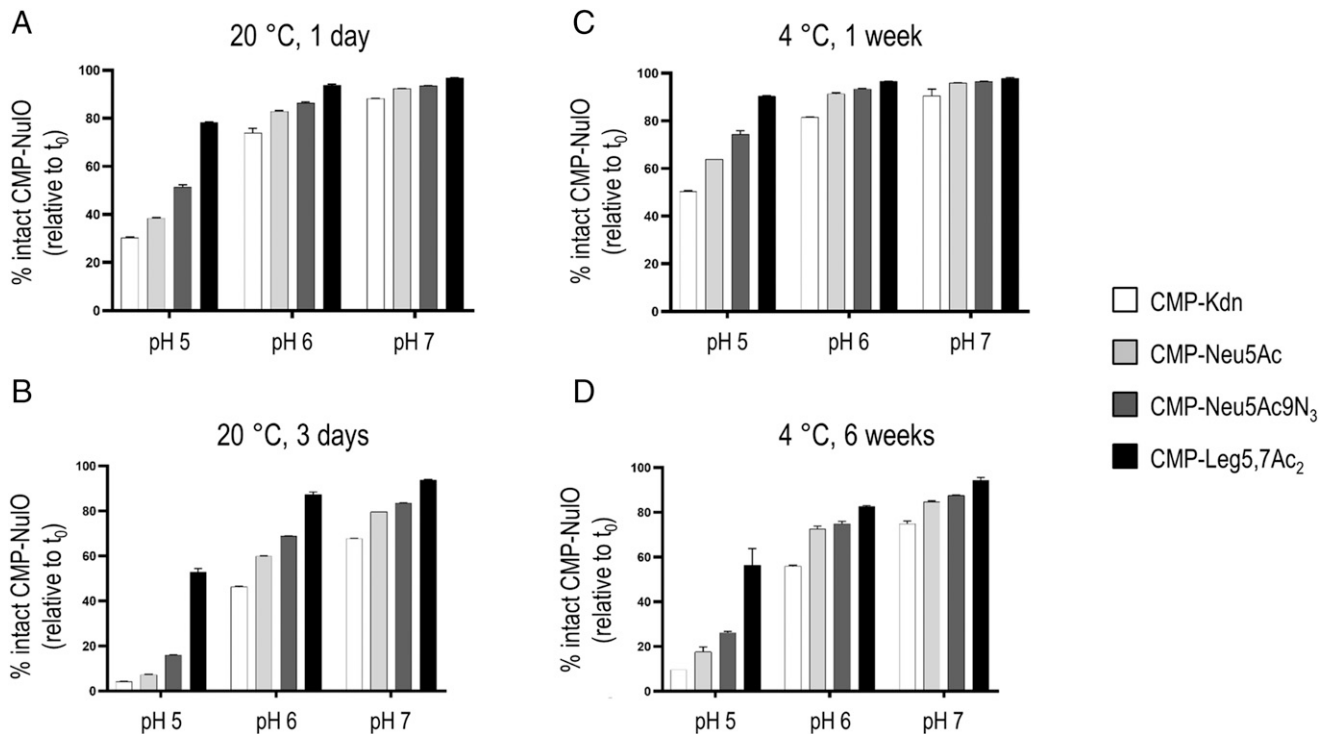 A
20 °C, 1 day
% intact CMP-NulO
(relative to t0)
100
80
60
40
20
0
pH 5
pH 6
pH 7
C
4 °C, 1 week
% intact CMP-NulO
(relative to t0)
100
80
60
40
20
0
pH 5
pH 6
pH 7
B
20 °C, 3 days
% intact CMP-NulO
(relative to t0)
100
80
60
40
20
0
pH 5
pH 6
pH 7
D
4 °C, 6 weeks
% intact CMP-NulO
(relative to t0)
100
80
60
40
20
0
pH 5
pH 6
pH 7
CMP-Kdn
CMP-Neu5Ac
CMP-Neu5Ac9N3
CMP-Leg5,7Ac2